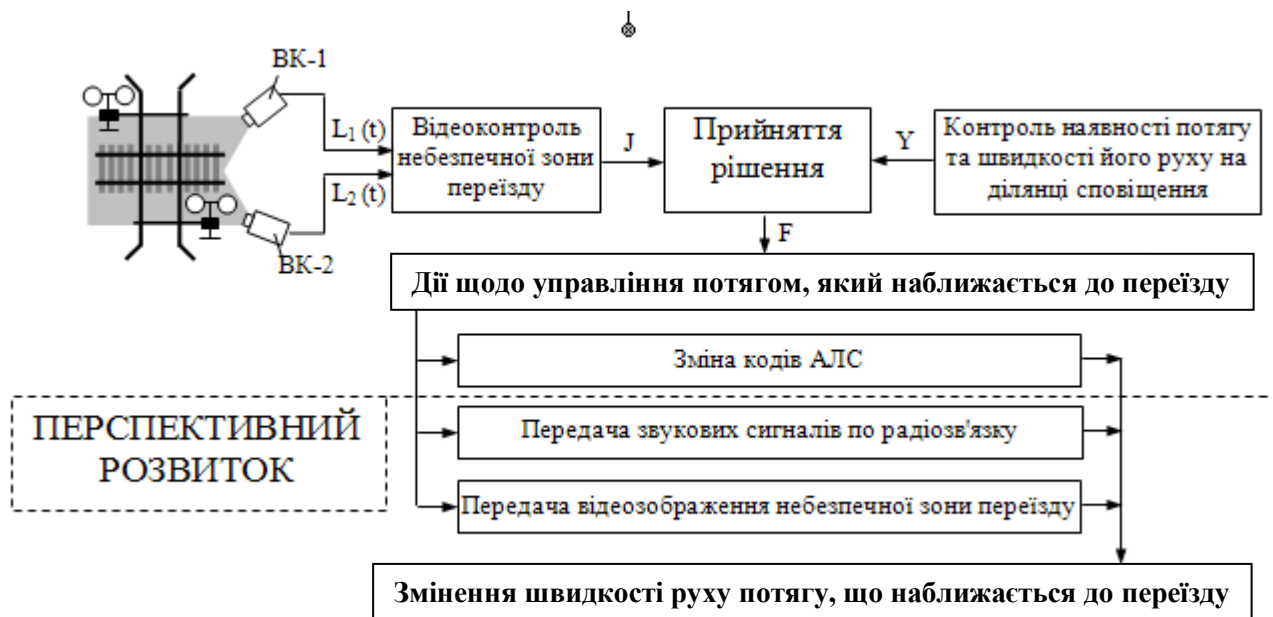 ВК-1
L₁ (t)
L₂ (t)
ВК-2
Відеоконтроль
небезпечної зони
переїзду
J
Прийняття
рішення
Y
Контроль наявності потягу
та швидкості його руху на
ділянці сповіщення
F
Дії щодо управління потягом, який наближається до переїзду
Зміна кодів АЛС
ПЕРСПЕКТИВНИЙ
РОЗВИТОК
Передача звукових сигналів по радіозв'язку
Передача відеозображення небезпечної зони переїзду
Змінення швидкості руху потягу, що наближається до переїзду